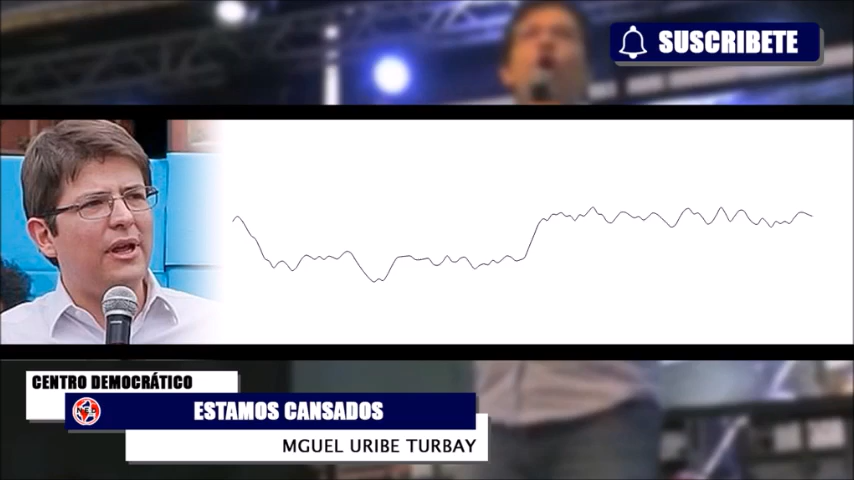 SUSCRIBETE
CENTRO DEMOCRÁTICO
ESTAMOS CANSADOS
MGUEL URIBE TURBAY